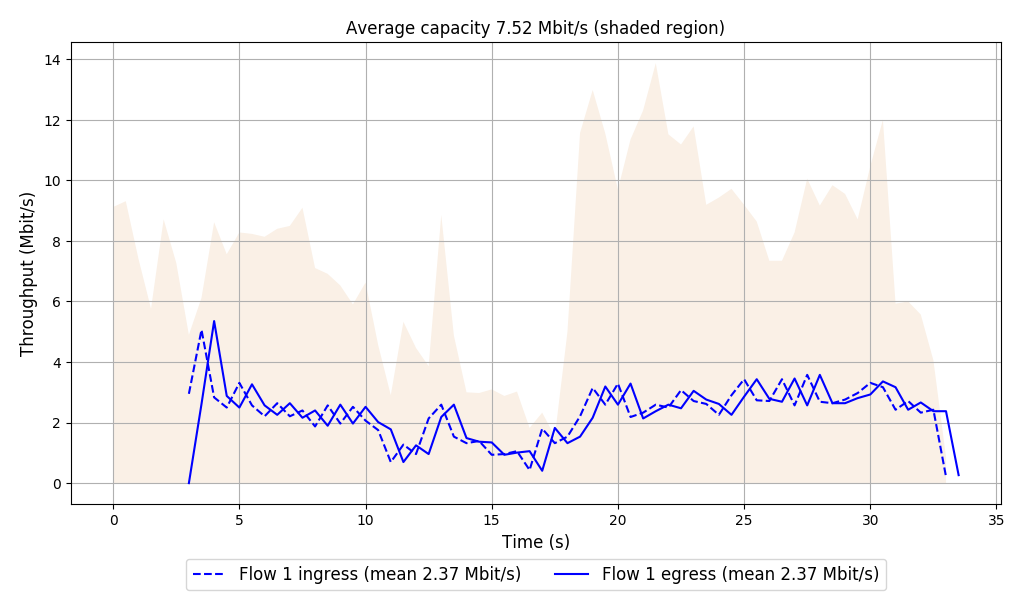 Average capacity 7.52 Mbit/s (shaded region)
Throughput (Mbit/s)
14
12
10
8
6
4
2
0
0 5 10 15 20 25 30 35
Time (s)
Flow 1 ingress (mean 2.37 Mbit/s) Flow 1 egress (mean 2.37 Mbit/s)